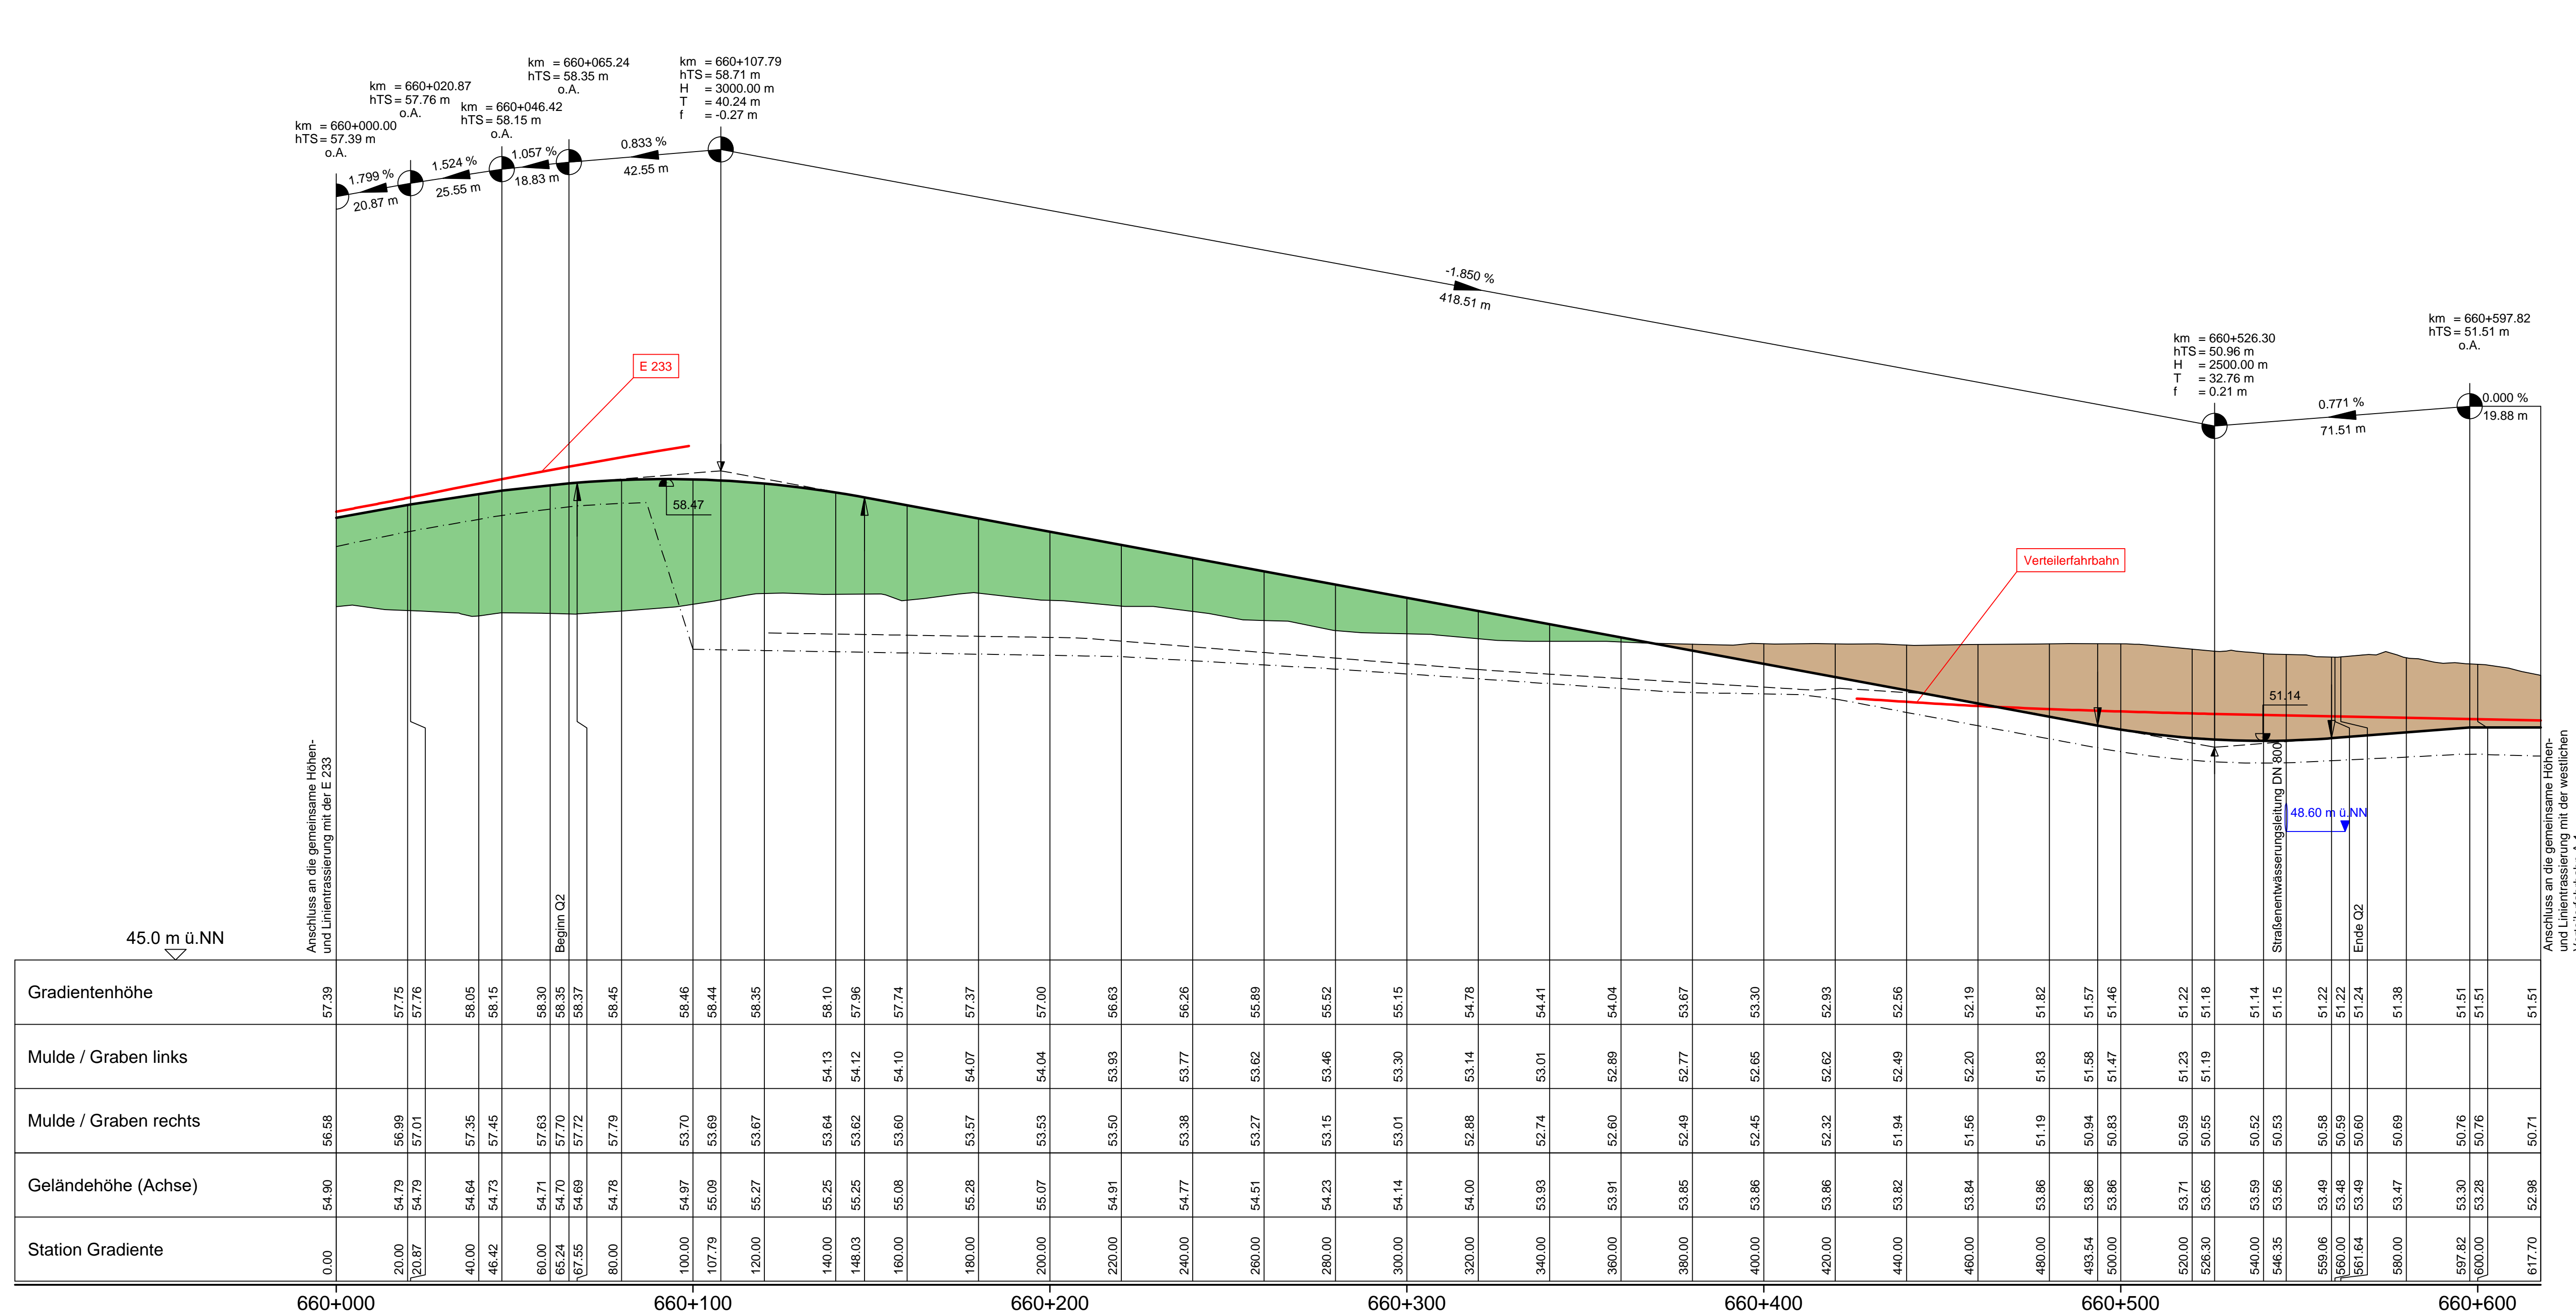 km = 660+000.00
hTS = 57.39 m
o.A.
km = 660+020.87
hTS = 57.76 m
o.A.
km = 660+046.42
hTS = 58.15 m
o.A.
km = 660+065.24
hTS = 58.35 m
o.A.
km = 660+107.79
hTS = 58.71 m
H = 3000.00 m
T = 40.24 m
f = -0.27 m
1.799 %
20.87 m
1.524 %
25.55 m
1.057 %
18.83 m
0.833 %
42.55 m
-1.850 %
418.51 m
km = 660+526.30
hTS = 50.96 m
H = 2500.00 m
T = 32.76 m
f = 0.21 m
0.771 %
71.51 m
km = 660+597.82
hTS = 51.51 m
o.A.
0.000 %
19.88 m
E 233
58.47
Verteilerfahrbahn
51.14
48.60 m ü.NN
Anschluss an die gemeinsame Höhen-
und Linientrassierung mit der E 233
Beginn Q2
Straßenentwässerungsleitung DN 800
Ende Q2
Anschluss an die gemeinsame Höhen-
und Linientrassierung mit der westlichen
45.0 m ü.NN
Gradientenhöhe 57.39 57.75 57.76 58.05 58.15 58.30 58.35 58.37 58.45 58.46 58.44 58.35 58.10 57.96 57.74 57.37 57.00 56.63 56.26 55.89 55.52 55.15 54.78 54.41 54.04 53.67 53.30 52.93 52.56 52.19 51.82 51.57 51.46 51.22 51.18 51.14 51.15 51.22 51.22 51.24 51.38 51.51 51.51 51.51
Mulde / Graben links 54.13 54.12 54.10 54.07 54.04 53.93 53.77 53.62 53.46 53.30 53.14 53.01 52.89 52.77 52.65 52.62 52.49 52.20 51.83 51.58 51.47 51.23 51.19
Mulde / Graben rechts 56.58 56.99 57.01 57.35 57.45 57.63 57.70 57.72 57.79 53.70 53.69 53.67 53.64 53.62 53.60 53.57 53.53 53.50 53.38 53.27 53.15 53.01 52.88 52.74 52.60 52.49 52.45 52.32 51.94 51.56 51.19 50.94 50.83 50.59 50.55 50.52 50.53 50.58 50.59 50.60 50.69 50.76 50.76 50.71
Geländehöhe (Achse) 54.90 54.79 54.79 54.64 54.73 54.71 54.70 54.69 54.78 54.97 55.09 55.27 55.25 55.25 55.08 55.28 55.07 54.91 54.77 54.51 54.23 54.14 54.00 53.93 53.91 53.85 53.86 53.86 53.82 53.84 53.86 53.86 53.86 53.71 53.65 53.59 53.56 53.49 53.48 53.49 53.47 53.30 53.28 52.98
Station Gradiente 0.00 20.00 20.87 40.00 46.42 60.00 65.24 67.55 80.00 100.00 107.79 120.00 140.00 148.03 160.00 180.00 200.00 220.00 240.00 260.00 280.00 300.00 320.00 340.00 360.00 380.00 400.00 420.00 440.00 460.00 480.00 493.54 500.00 520.00 526.30 540.00 546.35 559.06 560.00 561.64 580.00 597.82 600.00 617.70
660+000 660+100 660+200 660+300 660+400 660+500 660+600